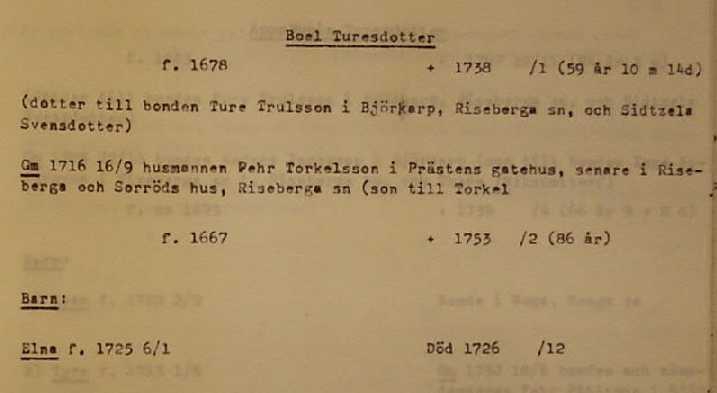 Boel Turesdotter
f. 1678 + 1738 /1 (59 år 10 m 14d)
(dotter till bonden Ture Trulsson i Björkarp, Riseberga sn, och Sidtzela
Svensdotter)
Gm 1716 16/9 husmannen Pehr Torkelsson i Prästens gatehus, senare i Rise-
berga och Sorröds hus, Riseberga sn (son till Torkel
f. 1667 + 1753 /2 (86 år)
Barn:
Elna f. 1725 6/1 Död 1726 /12